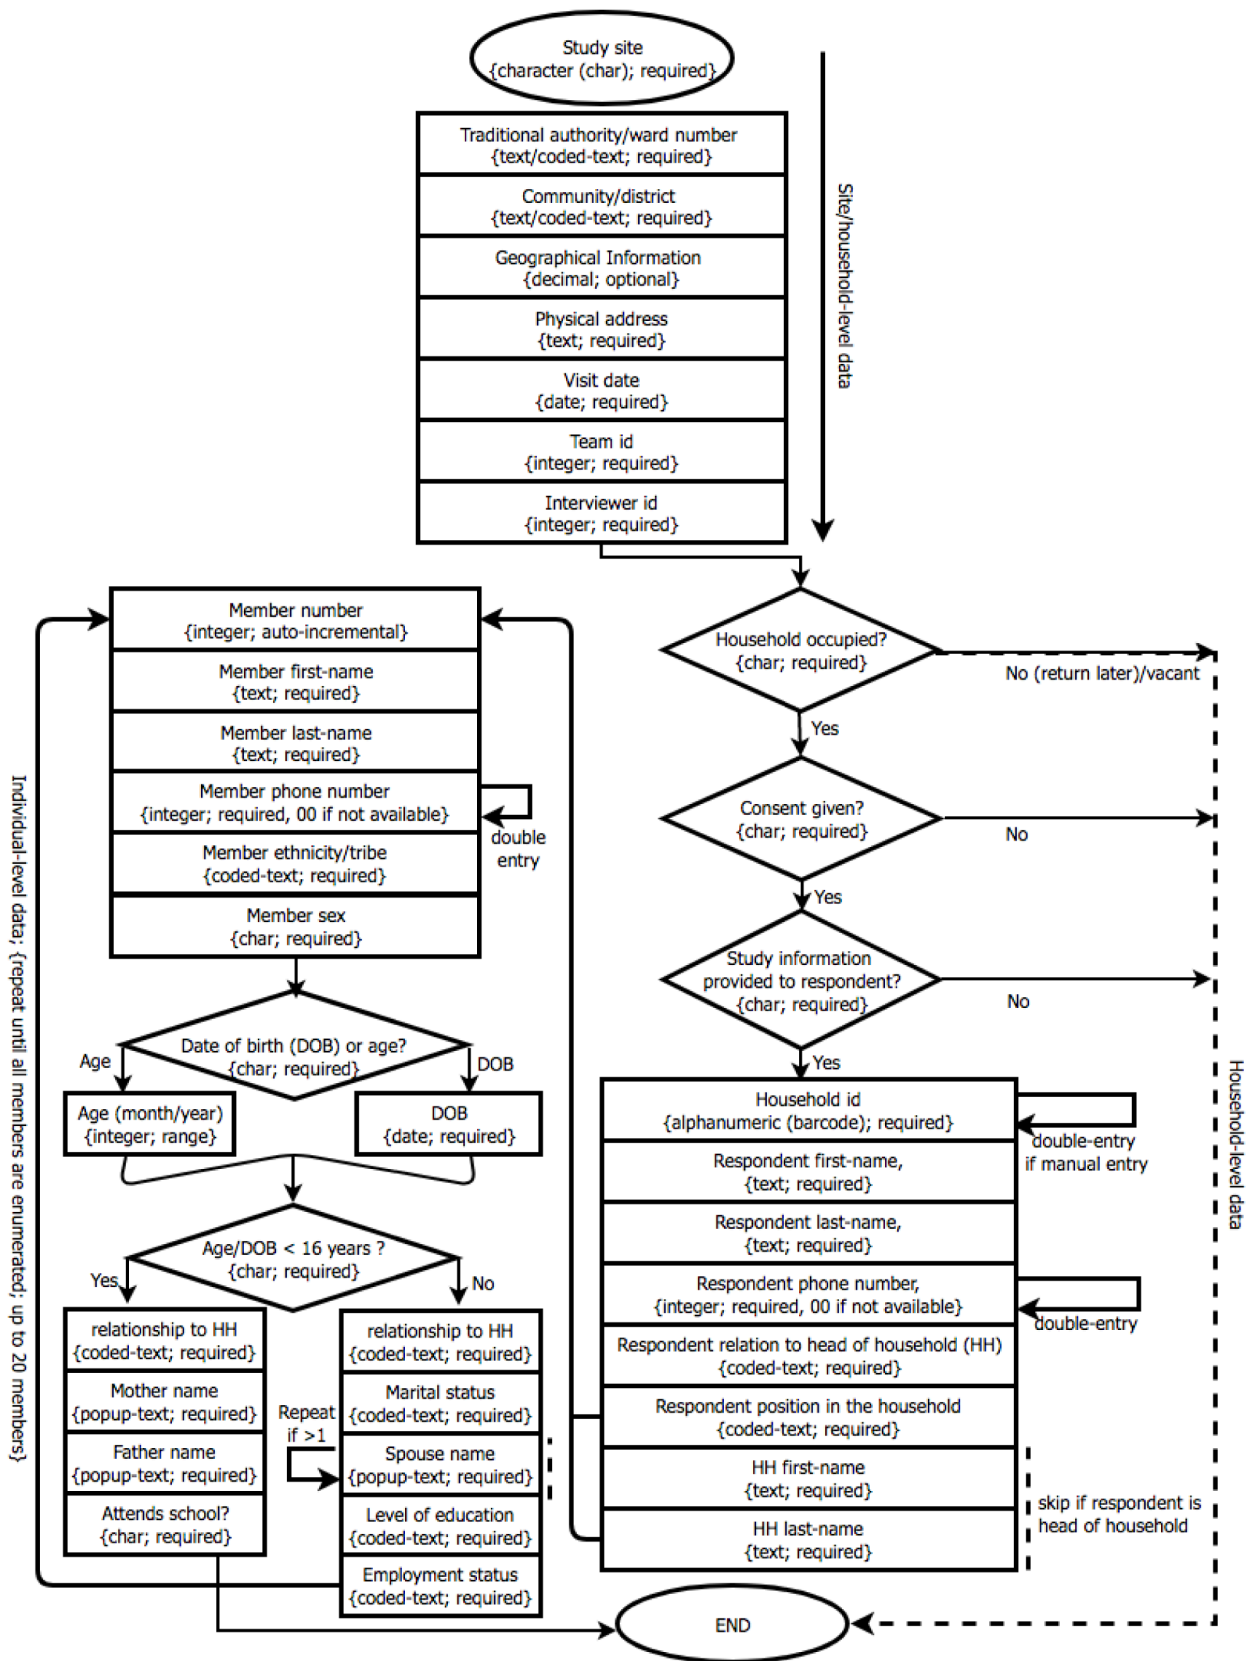 Study site
{character (char); required}
Traditional authority/ward number
{text/coded-text; required}
Community/district
{text/coded-text; required}
Geographical Information
{decimal; optional}
Physical address
{text; required}
Visit date
{date; required}
Team id
{integer; required}
Interviewer id
{integer; required}
Site/household-level data
Household occupied?
{char; required}
No (return later)/vacant
Yes
Consent given?
{char; required}
No
Yes
Study information
provided to respondent?
{char; required}
No
Yes
Household id
{alphanumeric (barcode); required}
double-entry
if manual entry
Respondent first-name,
{text; required}
Respondent last-name,
{text; required}
Respondent phone number,
{integer; required, 00 if not available}
double-entry
Respondent relation to head of household (HH)
{coded-text; required}
Respondent position in the household
{coded-text; required}
HH first-name
{text; required}
HH last-name
{text; required}
skip if respondent is
head of household
Household-level data
Member number
{integer; auto-incremental}
Member first-name
{text; required}
Member last-name
{text; required}
Member phone number
{integer; required, 00 if not available}
double
entry
Member ethnicity/tribe
{coded-text; required}
Member sex
{char; required}
Date of birth (DOB) or age?
{char; required}
Age
DOB
Age (month/year)
{integer; range}
DOB
{date; required}
Age/DOB < 16 years ?
{char; required}
Yes
No
relationship to HH
{coded-text; required}
Mother name
{popup-text; required}
Father name
{popup-text; required}
Attends school?
{char; required}
relationship to HH
{coded-text; required}
Marital status
{coded-text; required}
Repeat
if >1
Spouse name
{popup-text; required}
Level of education
{coded-text; required}
Employment status
{coded-text; required}
Individual-level data; {repeat until all members are enumerated; up to 20 members}
END